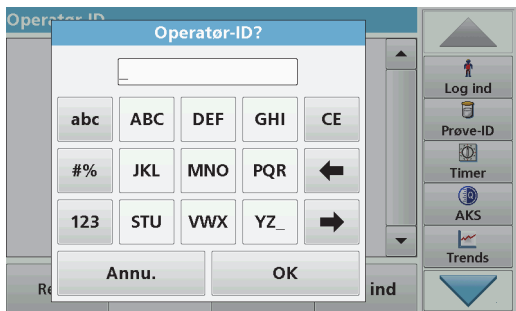 Operatør-ID
Operatør-ID?
_
abc ABC DEF GHI CE
#% JKL MNO PQR
123 STU VWX YZ_
Annu. OK
ind
Log ind
Prøve-ID
Timer
AKS
Trends